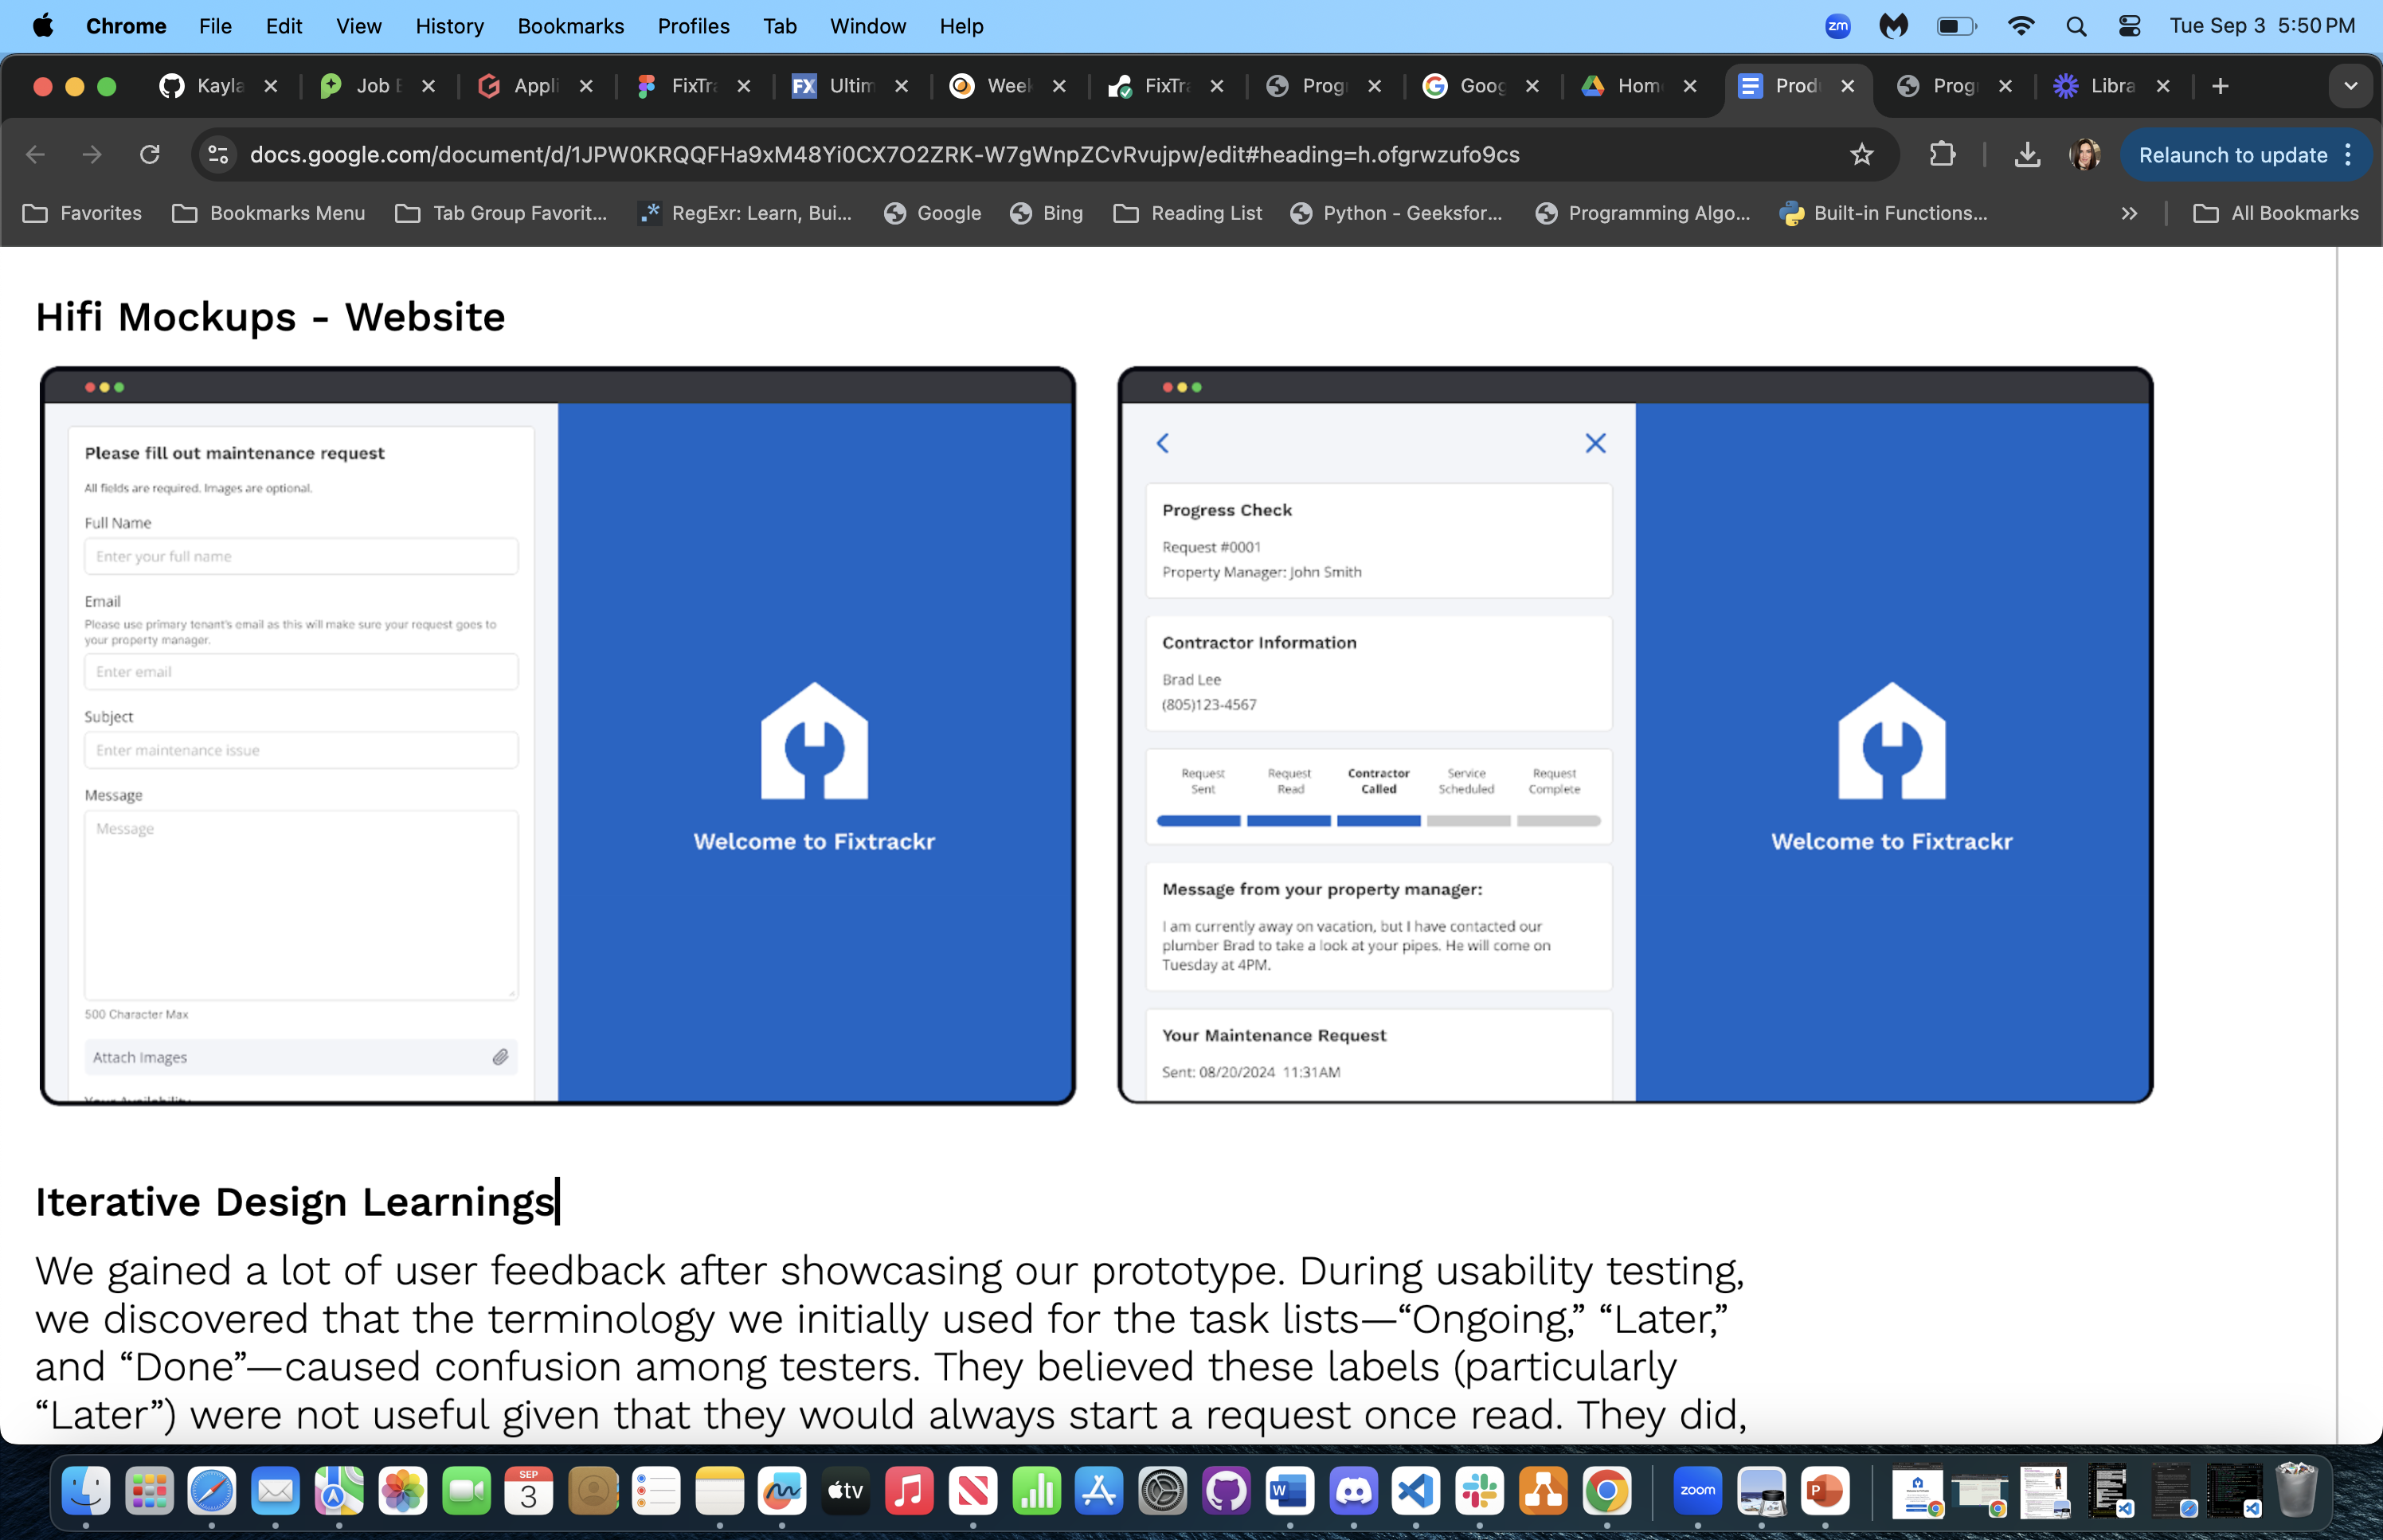 Chrome File Edit View History Bookmarks Profiles Tab Window Help
zm
Tue Sep 3 5:50 PM
Kayla
Job
Appli
FixTra
FX Ultim
Week
FixTra
Prog
Goog
Hom
Prod
Prog
Libra
docs.google.com/document/d/1JPW0KRQQFHa9xM48Yi0CX7O2ZRK-W7gWnpZCvRvujpw/edit#heading=h.ofgrwzufo9cs
Relaunch to update
Favorites
Bookmarks Menu
Tab Group Favorit...
RegExr: Learn, Bui...
Google
Bing
Reading List
Python - Geeksfor...
Programming Algo...
Built-in Functions...
All Bookmarks
Hifi Mockups - Website
Please fill out maintenance request
All fields are required. Images are optional.
Full Name
Enter your full name
Email
Please use primary tenant's email as this will make sure your request goes to
your property manager.
Enter email
Subject
Enter maintenance issue
Message
Message
500 Character Max
Attach Images
Your Availability
Welcome to Fixtrackr
Progress Check
Request #0001
Property Manager: John Smith
Contractor Information
Brad Lee
(805)123-4567
Request Sent
Request Read
Contractor Called
Service Scheduled
Request Complete
Message from your property manager:
I am currently away on vacation, but I have contacted our
plumber Brad to take a look at your pipes. He will come on
Tuesday at 4PM.
Your Maintenance Request
Sent: 08/20/2024 11:31AM
Welcome to Fixtrackr
Iterative Design Learnings
We gained a lot of user feedback after showcasing our prototype. During usability testing,
we discovered that the terminology we initially used for the task lists—“Ongoing,” “Later,”
and “Done”—caused confusion among testers. They believed these labels (particularly
“Later”) were not useful given that they would always start a request once read. They did,
SEP
3
tv
W
zoom
P